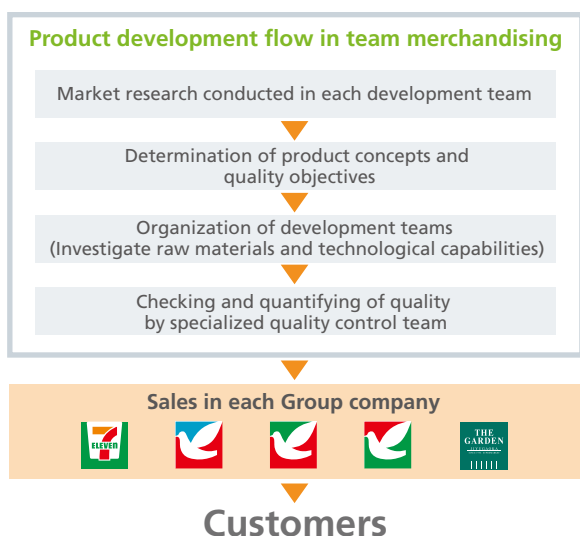 Product development flow in team merchandising
Market research conducted in each development team
Determination of product concepts and
quality objectives
Organization of development teams
(Investigate raw materials and technological capabilities)
Checking and quantifying of quality
by specialized quality control team
Sales in each Group company
7
ELEVEN
THE
GARDEN
Customers